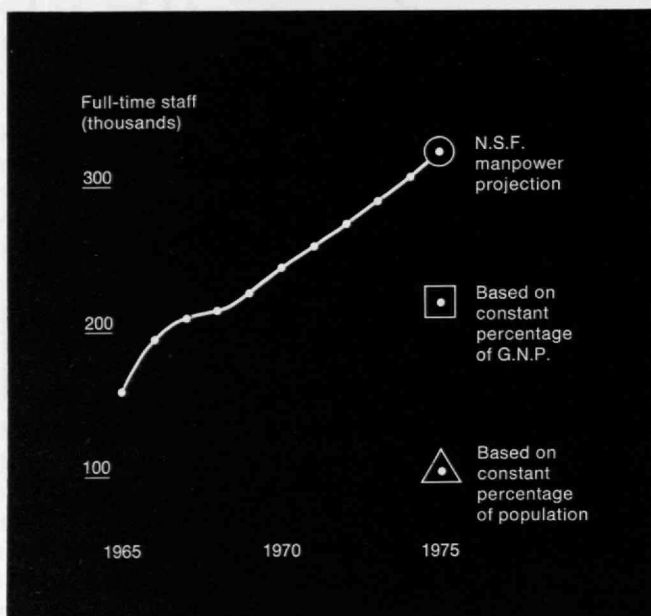 Full-time staff
(thousands)
300
200
100
N.S.F.
manpower
projection
Based on
constant
percentage
of G.N.P.
Based on
constant
percentage
of population
1965
1970
1975